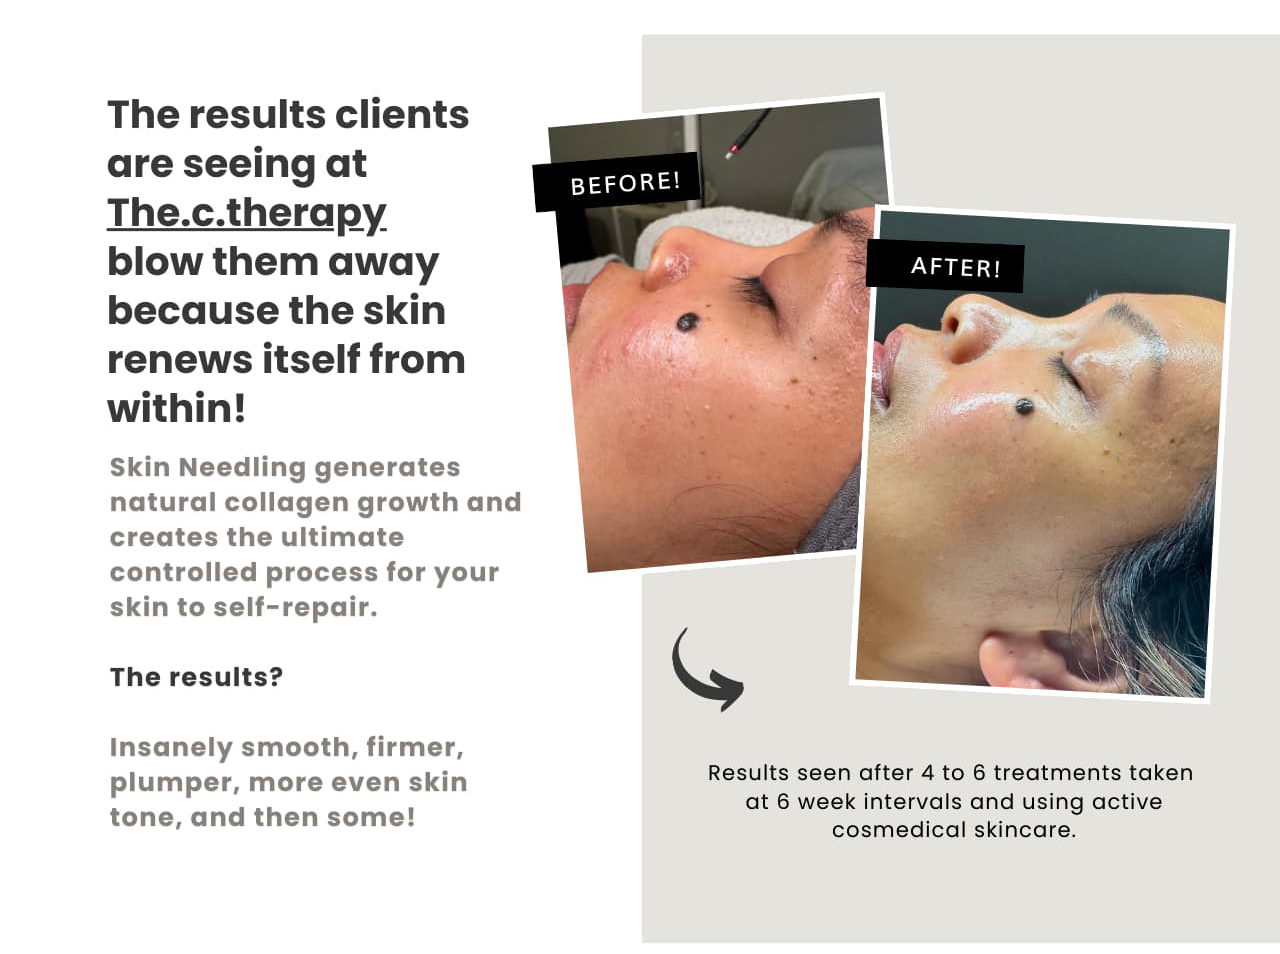 The results clients
are seeing at
The.c.therapy
blow them away
because the skin
renews itself from
within!
Skin Needling generates
natural collagen growth and
creates the ultimate
controlled process for your
skin to self-repair.
The results?
Insanely smooth, firmer,
plumper, more even skin
tone, and then some!
BEFORE!
AFTER!
Results seen after 4 to 6 treatments taken
at 6 week intervals and using active
cosmedical skincare.